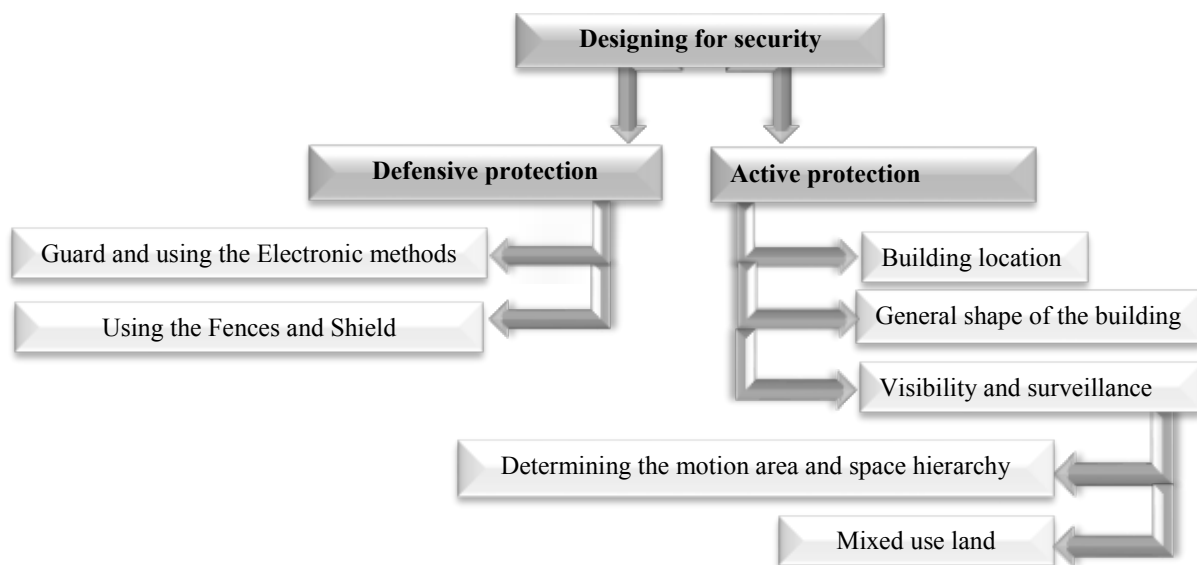 Designing for security
Defensive protection
Active protection
Guard and using the Electronic methods
Building location
Using the Fences and Shield
General shape of the building
Visibility and surveillance
Determining the motion area and space hierarchy
Mixed use land